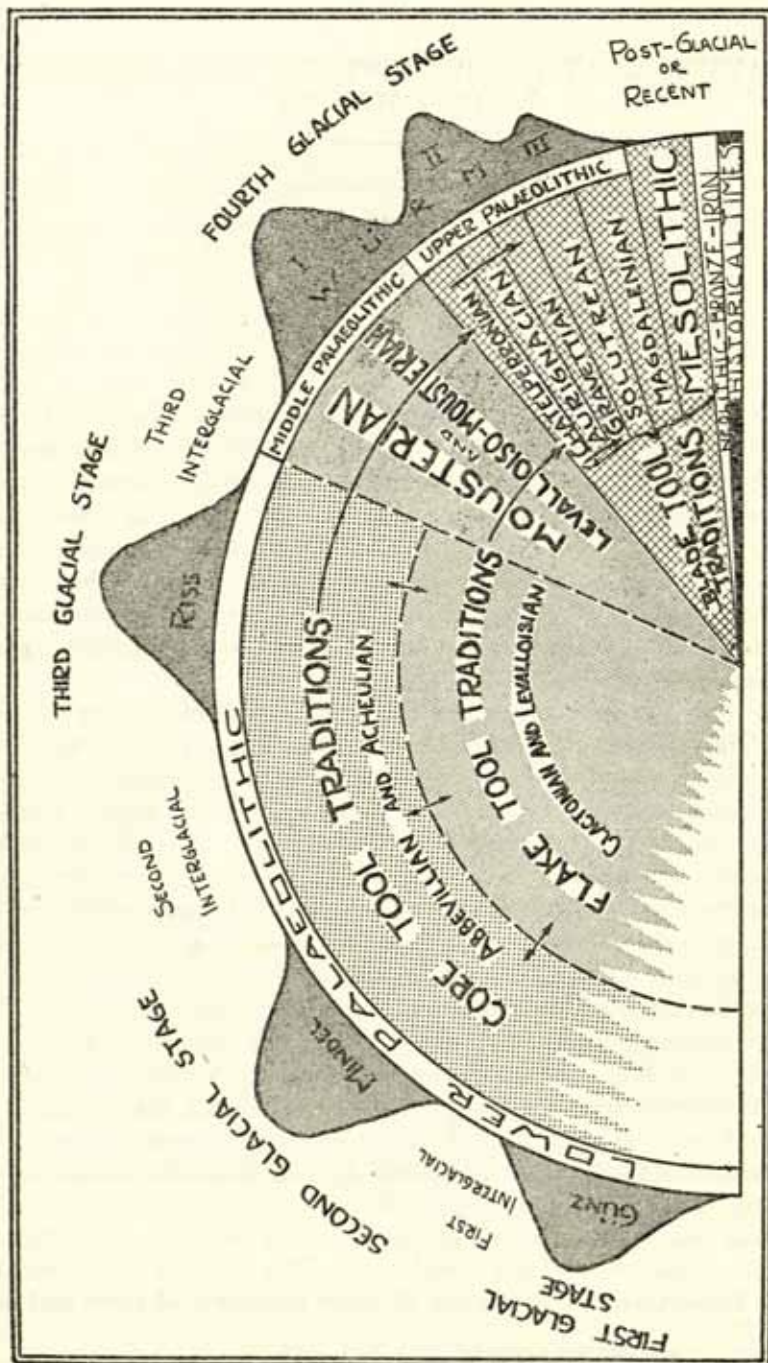 POST-GLACIAL
OR
RECENT
FOURTH GLACIAL STAGE
I II III
WÜRM
THIRD
INTERGLACIAL
THIRD GLACIAL STAGE
RISS
SECOND
INTERGLACIAL
SECOND GLACIAL STAGE
MINDEL
FIRST
INTERGLACIAL
FIRST GLACIAL
STAGE
GÜNZ
UPPER PALAEOLITHIC
MIDDLE PALAEOLITHIC
LOWER PALAEOLITHIC
HISTORICAL TIMES
NEOLITHIC-BRONZE-IRON
MESOLITHIC
MAGDALENIAN
SOLUTREAN
GRAVETTIAN
AURIGNACIAN
CHATELPERRONIAN
BLADE TOOL
TRADITIONS
MOUSTERIAN
AND
LEVALLOISO-MOUSTERIAN
CORE TOOL TRADITIONS
ABBEVILLIAN AND ACHEULIAN
FLAKE TOOL TRADITIONS
CLACTONIAN AND LEVALLOISIAN